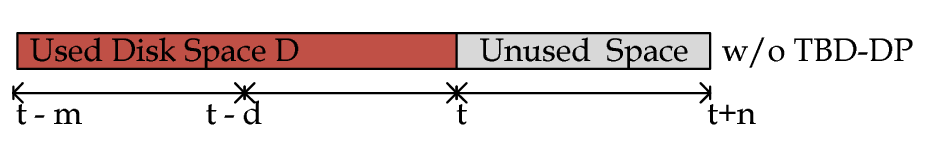 Used Disk Space D Unused Space w/o TBD-DP
t - m t - d t t+n